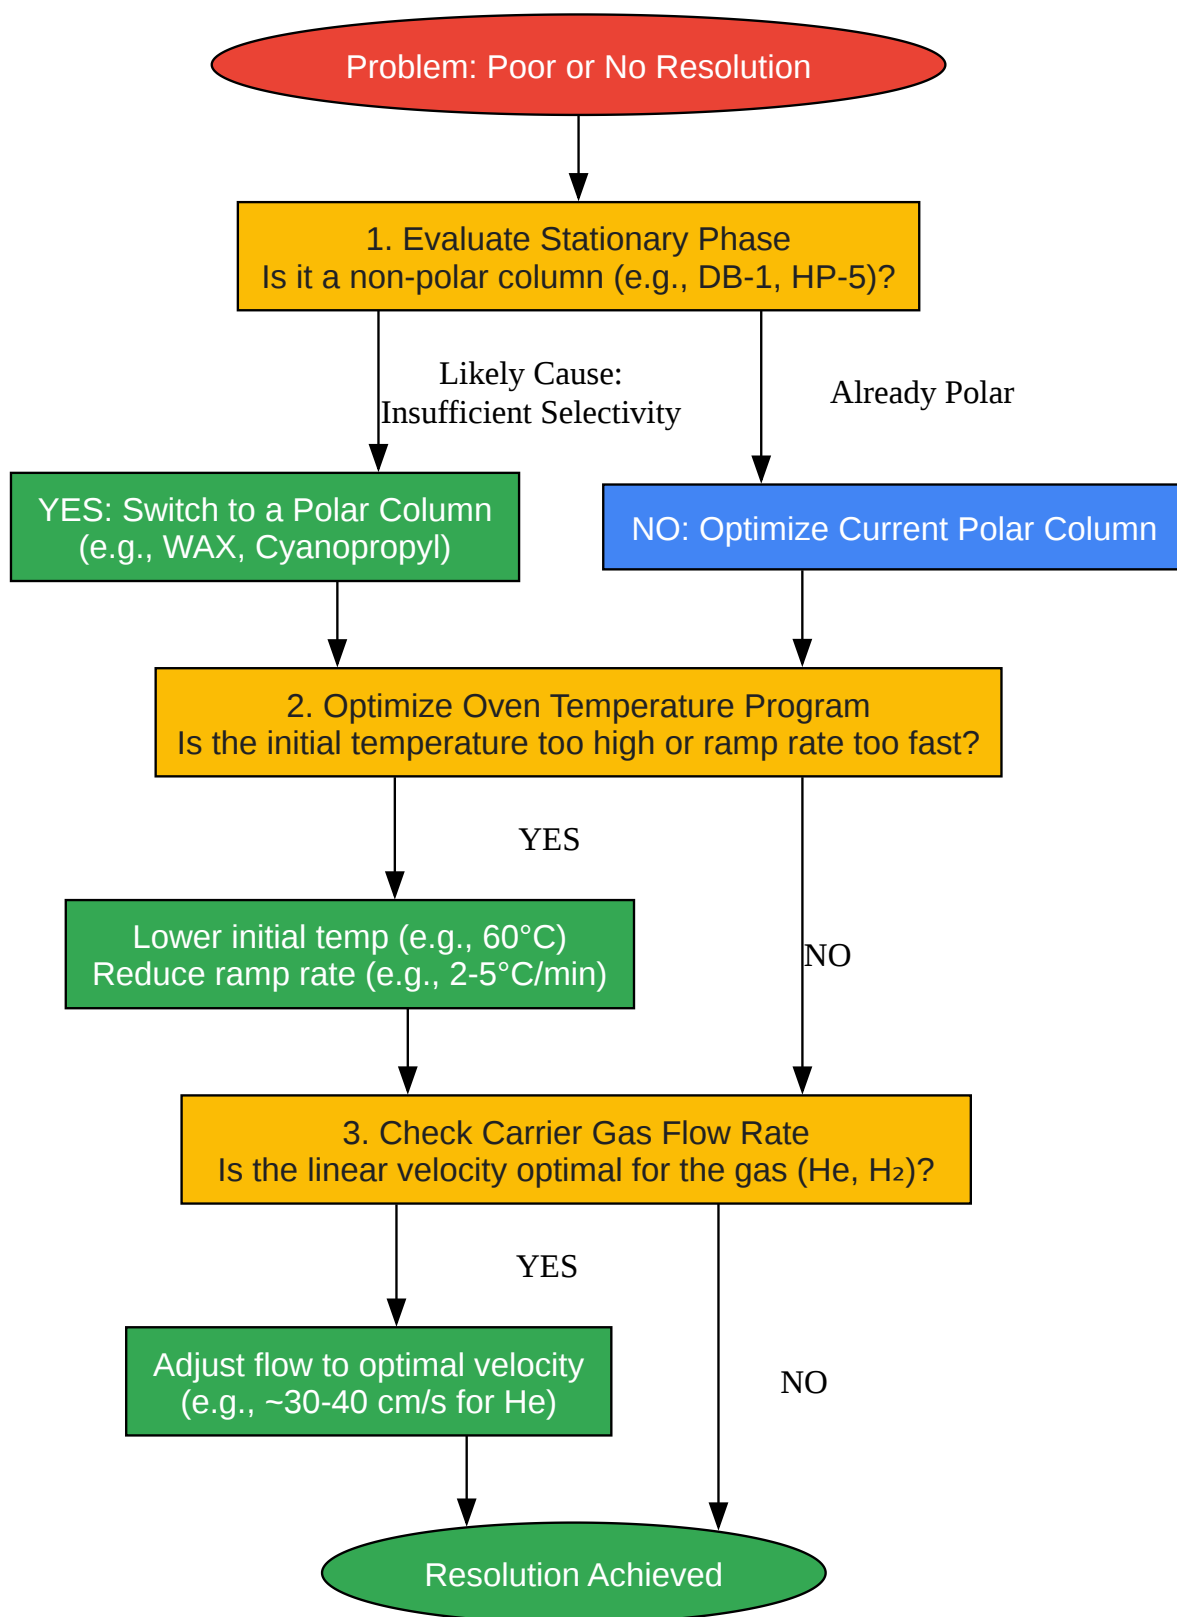 Problem: Poor or No Resolution
1. Evaluate Stationary Phase
Is it a non-polar column (e.g., DB-1, HP-5)?
Likely Cause:
Insufficient Selectivity
Already Polar
YES: Switch to a Polar Column
(e.g., WAX, Cyanopropyl)
NO: Optimize Current Polar Column
2. Optimize Oven Temperature Program
Is the initial temperature too high or ramp rate too fast?
YES
Lower initial temp (e.g., 60°C)
Reduce ramp rate (e.g., 2-5°C/min)
NO
3. Check Carrier Gas Flow Rate
Is the linear velocity optimal for the gas (He, H₂)?
YES
Adjust flow to optimal velocity
(e.g., ~30-40 cm/s for He)
NO
Resolution Achieved